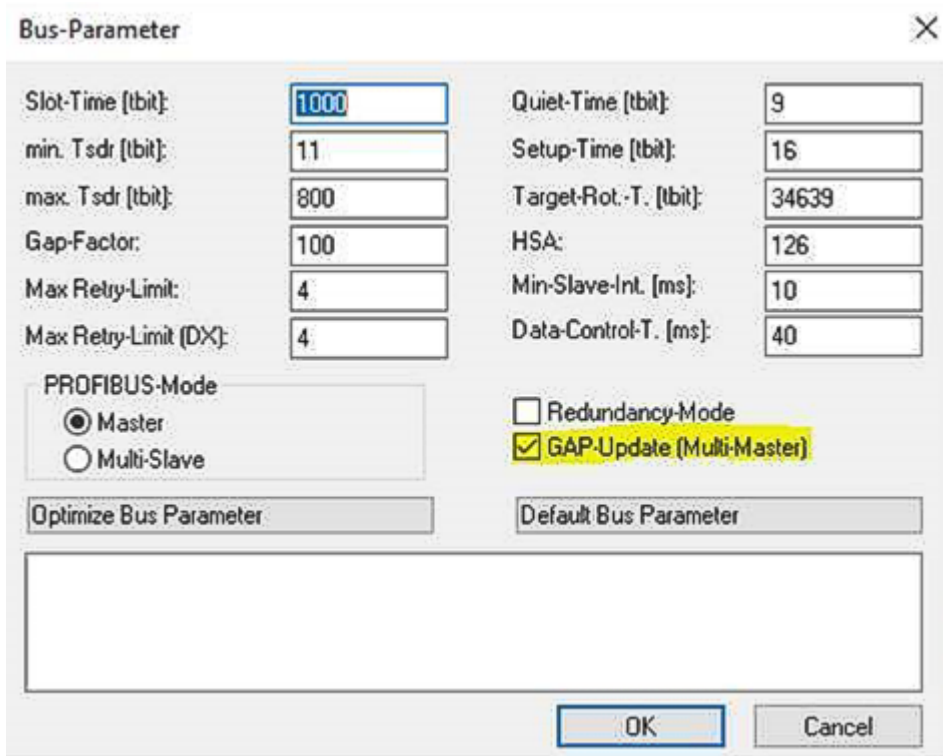 Bus-Parameter
Slot-Time [tbit]: 1000 Quiet-Time [tbit]: 9
min. Tsdr [tbit]: 11 Setup-Time [tbit]: 16
max. Tsdr [tbit]: 800 Target-Rot.-T. [tbit]: 34639
Gap-Factor: 100 HSA: 126
Max Retry-Limit: 4 Min-Slave-Int. [ms]: 10
Max Retry-Limit (DX): 4 Data-Control-T. [ms]: 40
PROFIBUS-Mode
Master
Multi-Slave
Redundancy-Mode
GAP-Update (Multi-Master)
Optimize Bus Parameter Default Bus Parameter
OK Cancel